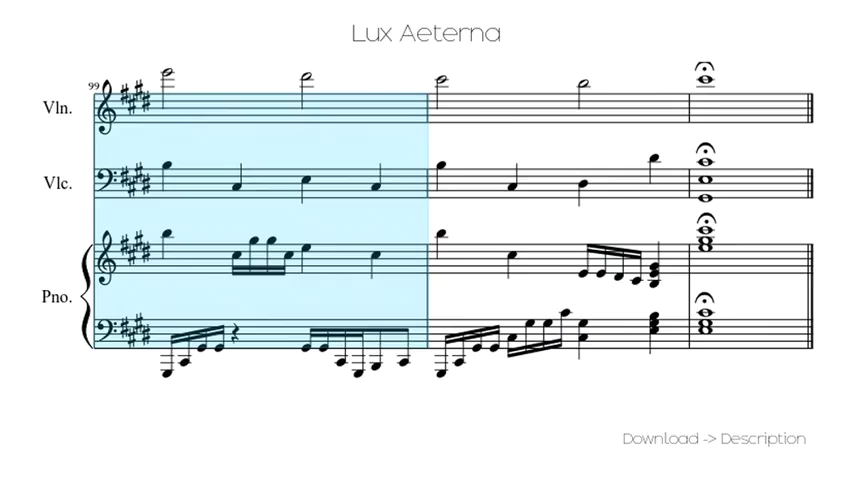 Lux Aeterna
99
Vln.
Vlc.
Pno.
Download -> Description